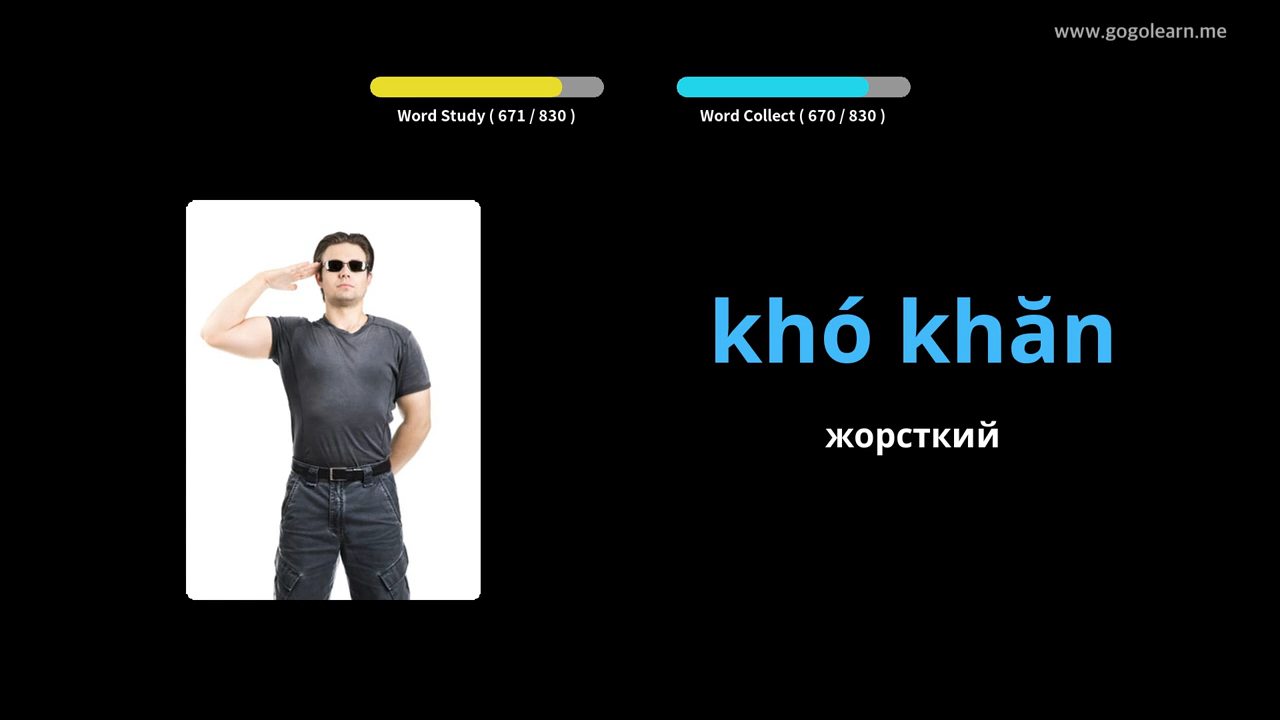 www.gogolearn.me
Word Study ( 671 / 830 )
Word Collect ( 670 / 830 )
khó khăn
жорсткий